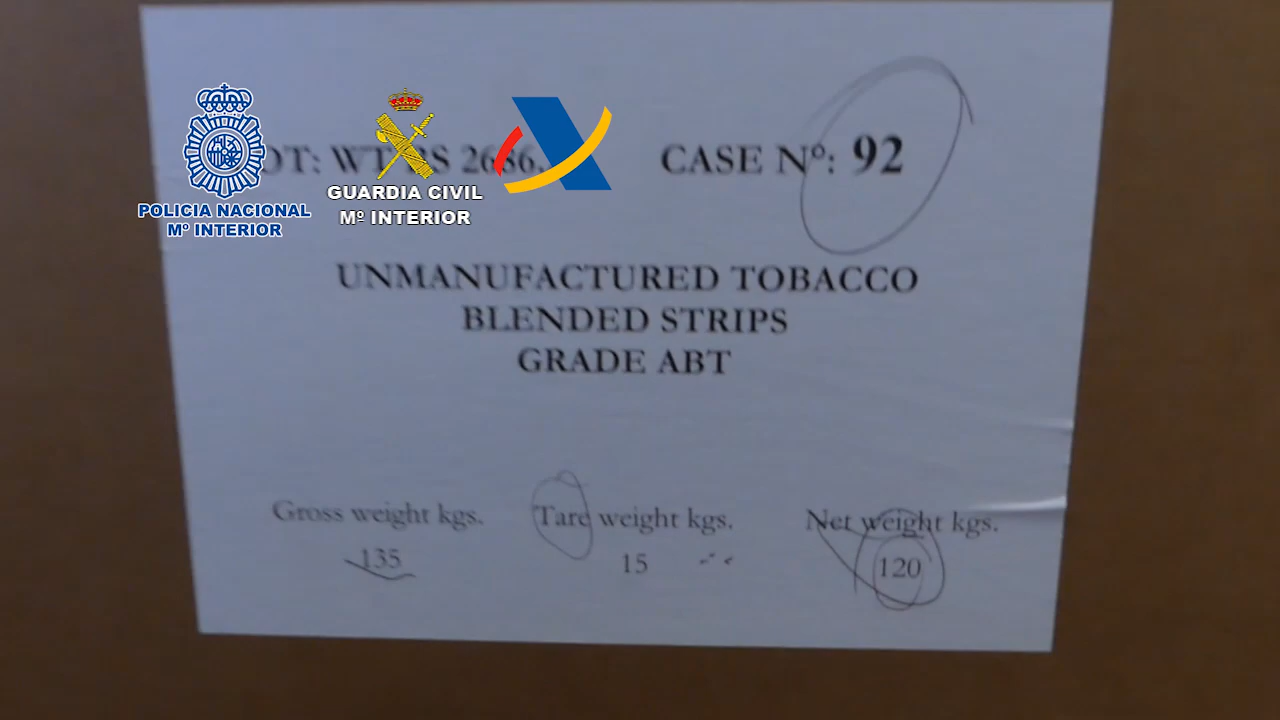 CASE Nº: 92
UNMANUFACTURED TOBACCO
BLENDED STRIPS
GRADE ABT
Gross weight kgs. Tare weight kgs. Net weight kgs.
135 15 120
POLICIA NACIONAL
Mº INTERIOR
GUARDIA CIVIL
Mº INTERIOR